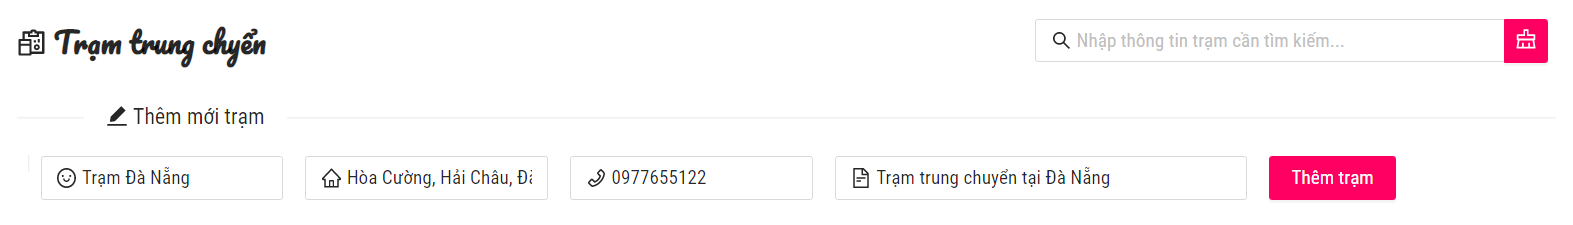 Trạm trung chuyển
Nhập thông tin trạm cần tìm kiếm...
Thêm mới trạm
Trạm Đà Nẵng
Hòa Cường, Hải Châu, Đà
0977655122
Trạm trung chuyển tại Đà Nẵng
Thêm trạm